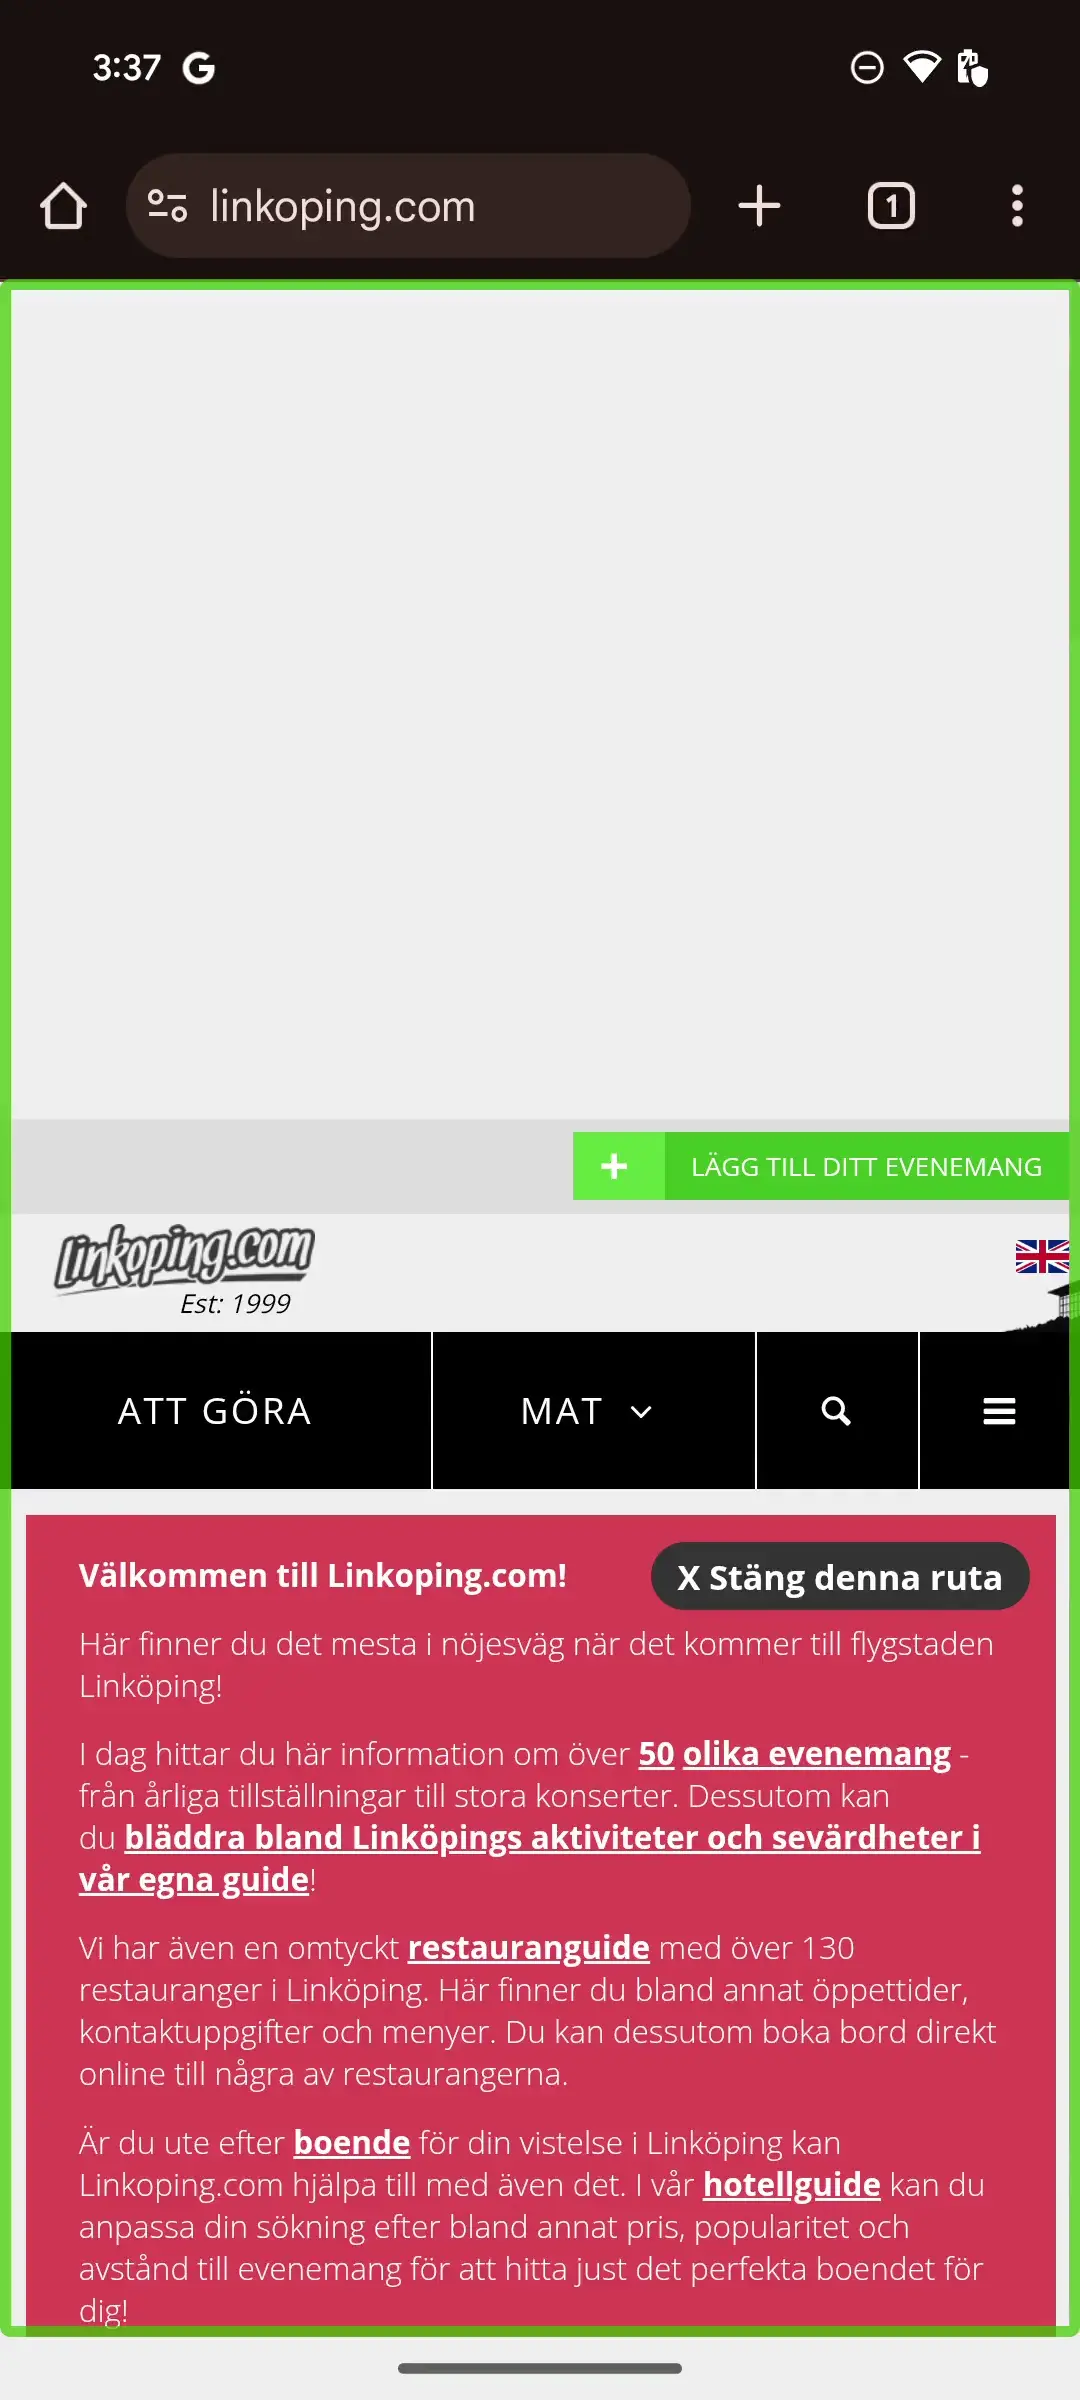 3:37
linkoping.com
1
LÄGG TILL DITT EVENEMANG
linkoping.com
Est: 1999
ATT GÖRA
MAT
Välkommen till Linkoping.com!
X Stäng denna ruta
Här finner du det mesta i nöjesväg när det kommer till flygstaden
Linköping!
I dag hittar du här information om över 50 olika evenemang -
från årliga tillställningar till stora konserter. Dessutom kan
du bläddra bland Linköpings aktiviteter och sevärdheter i
vår egna guide!
Vi har även en omtyckt restauranguide med över 130
restauranger i Linköping. Här finner du bland annat öppettider,
kontaktuppgifter och menyer. Du kan dessutom boka bord direkt
online till några av restaurangerna.
Är du ute efter boende för din vistelse i Linköping kan
Linkoping.com hjälpa till med även det. I vår hotellguide kan du
anpassa din sökning efter bland annat pris, popularitet och
avstånd till evenemang för att hitta just det perfekta boendet för
dig!